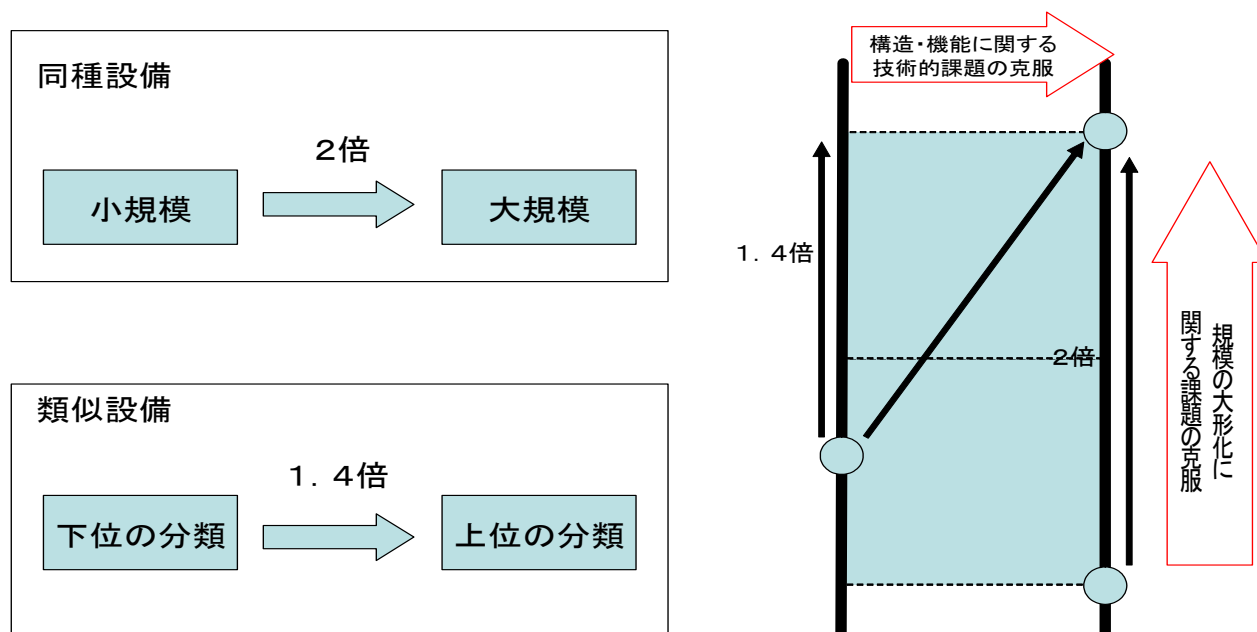 同種設備
2倍
小規模
大規模
類似設備
1．4倍
下位の分類
上位の分類
構造・機能に関する
技術的課題の克服
1．4倍
2倍
規模の大形化に
関する課題の克服